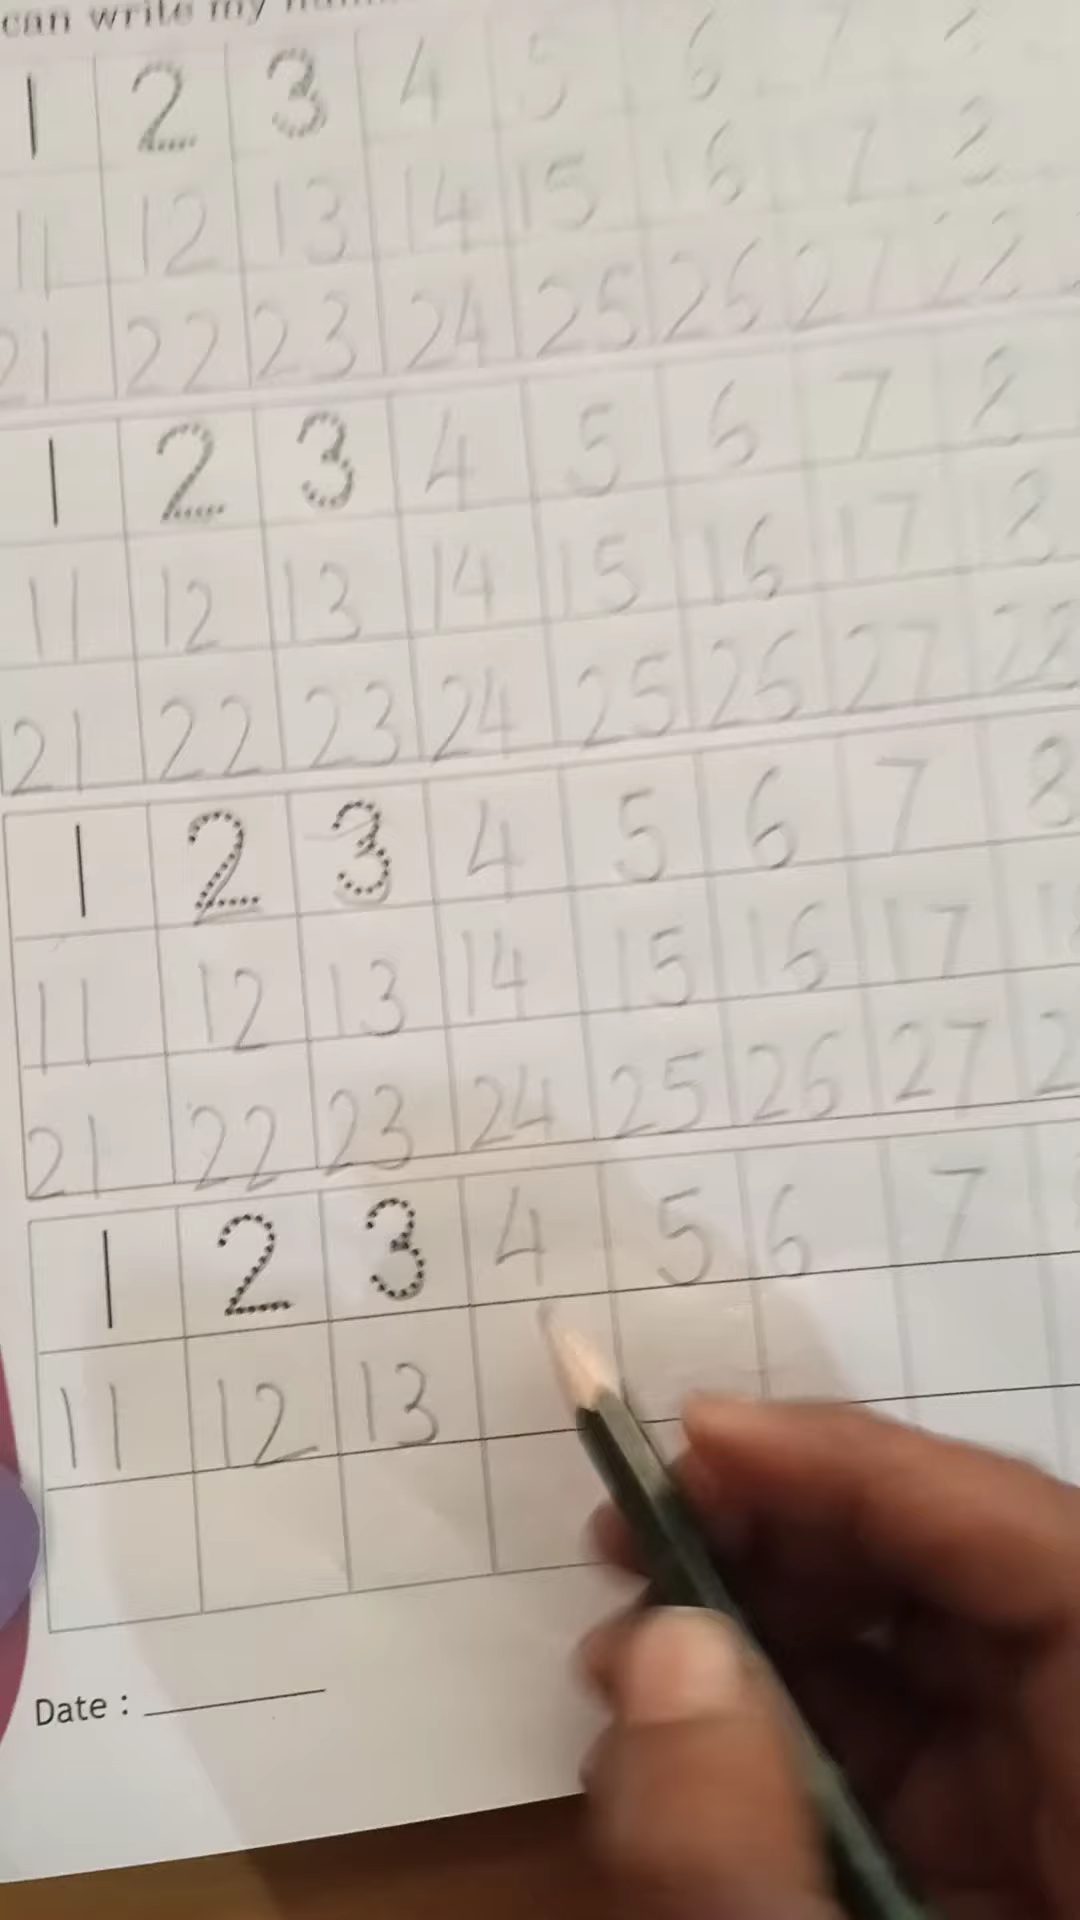 can write my
1 2 3 4 5 6 7
11 12 13 14 15 16 17
21 22 23 24 25 26 27 22
1 2 3 4 5 6 7 8
11 12 13 14 15 16 17 18
21 22 23 24 25 26 27 28
1 2 3 4 5 6 7 8
11 12 13 14 15 16 17
21 22 23 24 25 26 27
1 2 3 4 5 6 7
11 12 13
Date : ________